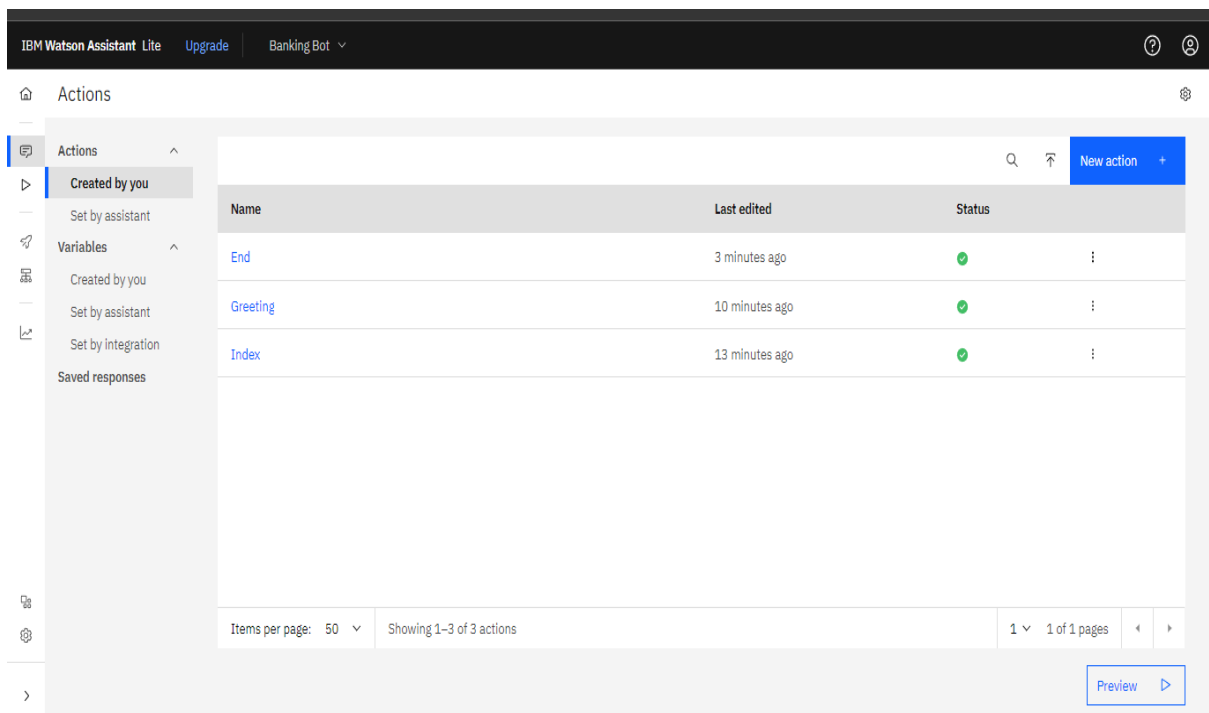 IBM Watson Assistant Lite Upgrade Banking Bot
Actions
Actions
Created by you
Set by assistant
Variables
Created by you
Set by assistant
Set by integration
Saved responses
New action +
Name Last edited Status
End 3 minutes ago
Greeting 10 minutes ago
Index 13 minutes ago
Items per page: 50 Showing 1–3 of 3 actions 1 1 of 1 pages
Preview